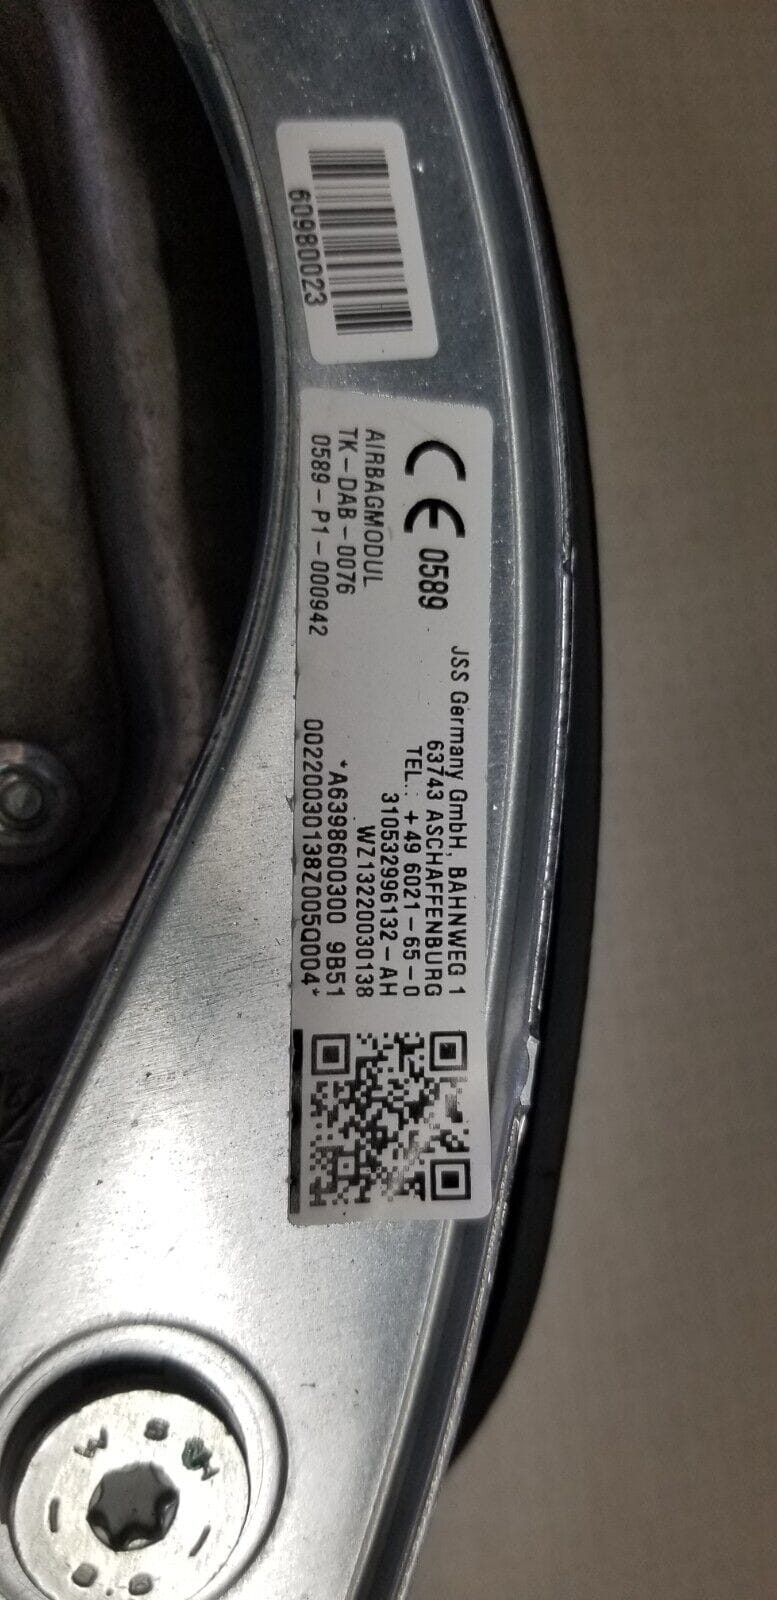 60980023
CE 0589
AIRBAGMODUL
TK-DAB-0076
0589-P1-000942
JSS Germany GmbH, BAHNWEG 1
63743 ASCHAFFENBURG
TEL.: +49 6021-65-0
310532996132-AH
WZ13220030138
*A6398600300 9B51
00220030138Z005Q004*